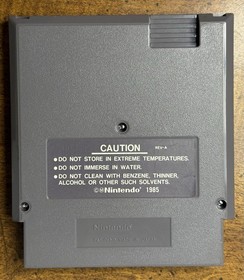 CAUTION
REV-A
• DO NOT STORE IN EXTREME TEMPERATURES.
• DO NOT IMMERSE IN WATER.
• DO NOT CLEAN WITH BENZENE, THINNER,
ALCOHOL OR OTHER SUCH SOLVENTS.
©®Nintendo® 1985
Nintendo